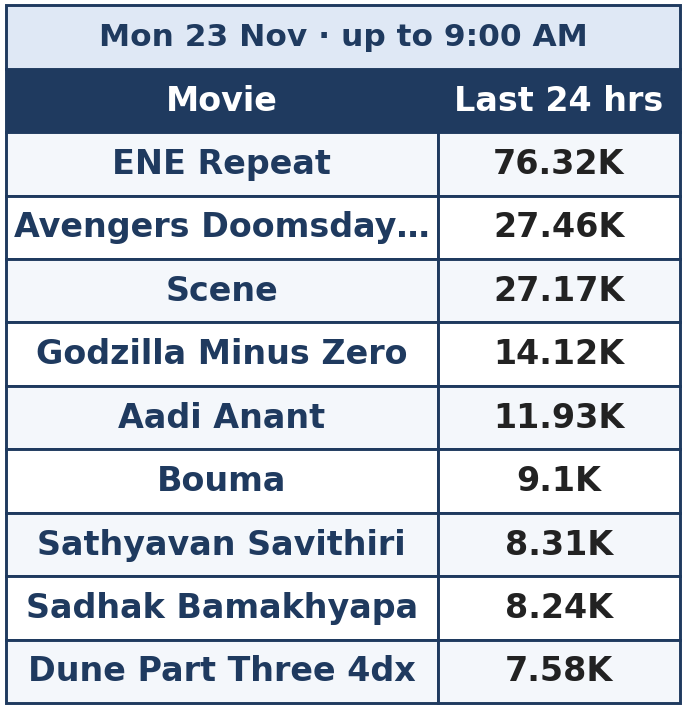 Mon 23 Nov · up to 9:00 AM
Movie Last 24 hrs
ENE Repeat 76.32K
Avengers Doomsday... 27.46K
Scene 27.17K
Godzilla Minus Zero 14.12K
Aadi Anant 11.93K
Bouma 9.1K
Sathyavan Savithiri 8.31K
Sadhak Bamakhyapa 8.24K
Dune Part Three 4dx 7.58K